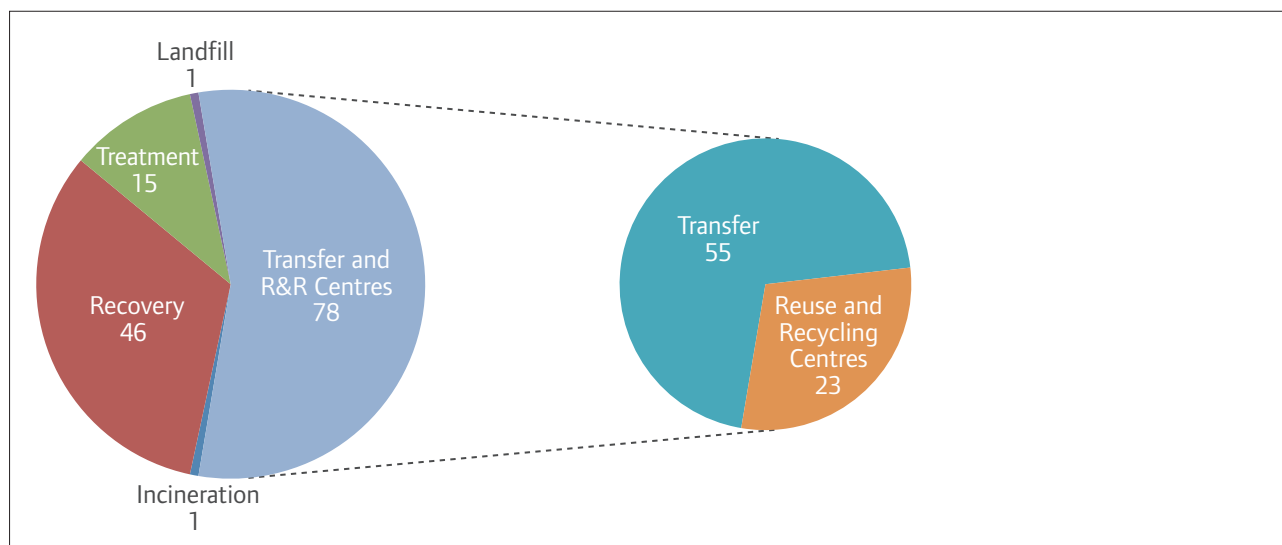 Landfill
1
Treatment
15
Recovery
46
Transfer and
R&R Centres
78
Incineration
1
Transfer
55
Reuse and
Recycling
Centres
23